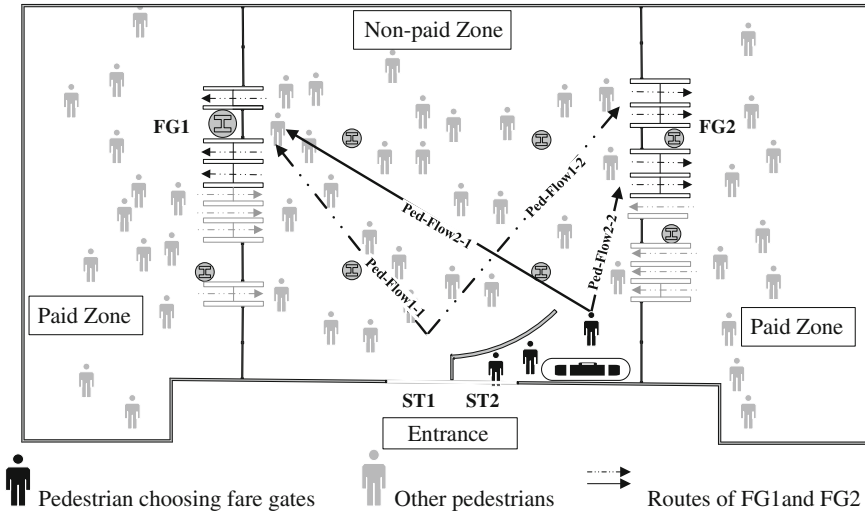 Non-paid Zone
FG1
FG2
Ped-Flow1-2
Ped-Flow2-1
Ped-Flow2-2
Ped-Flow1-1
Paid Zone
Paid Zone
ST1
ST2
Entrance
Pedestrian choosing fare gates
Other pedestrians
Routes of FG1and FG2